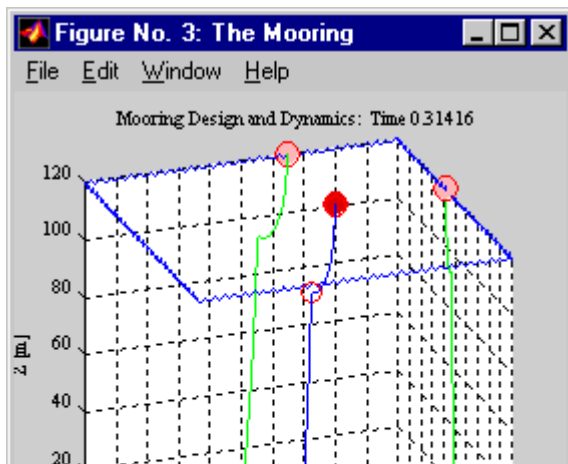 Figure No. 3: The Mooring
File Edit Window Help
Mooring Design and Dynamics: Time 0.31416
120
100
80
60
Z [m]
40
20